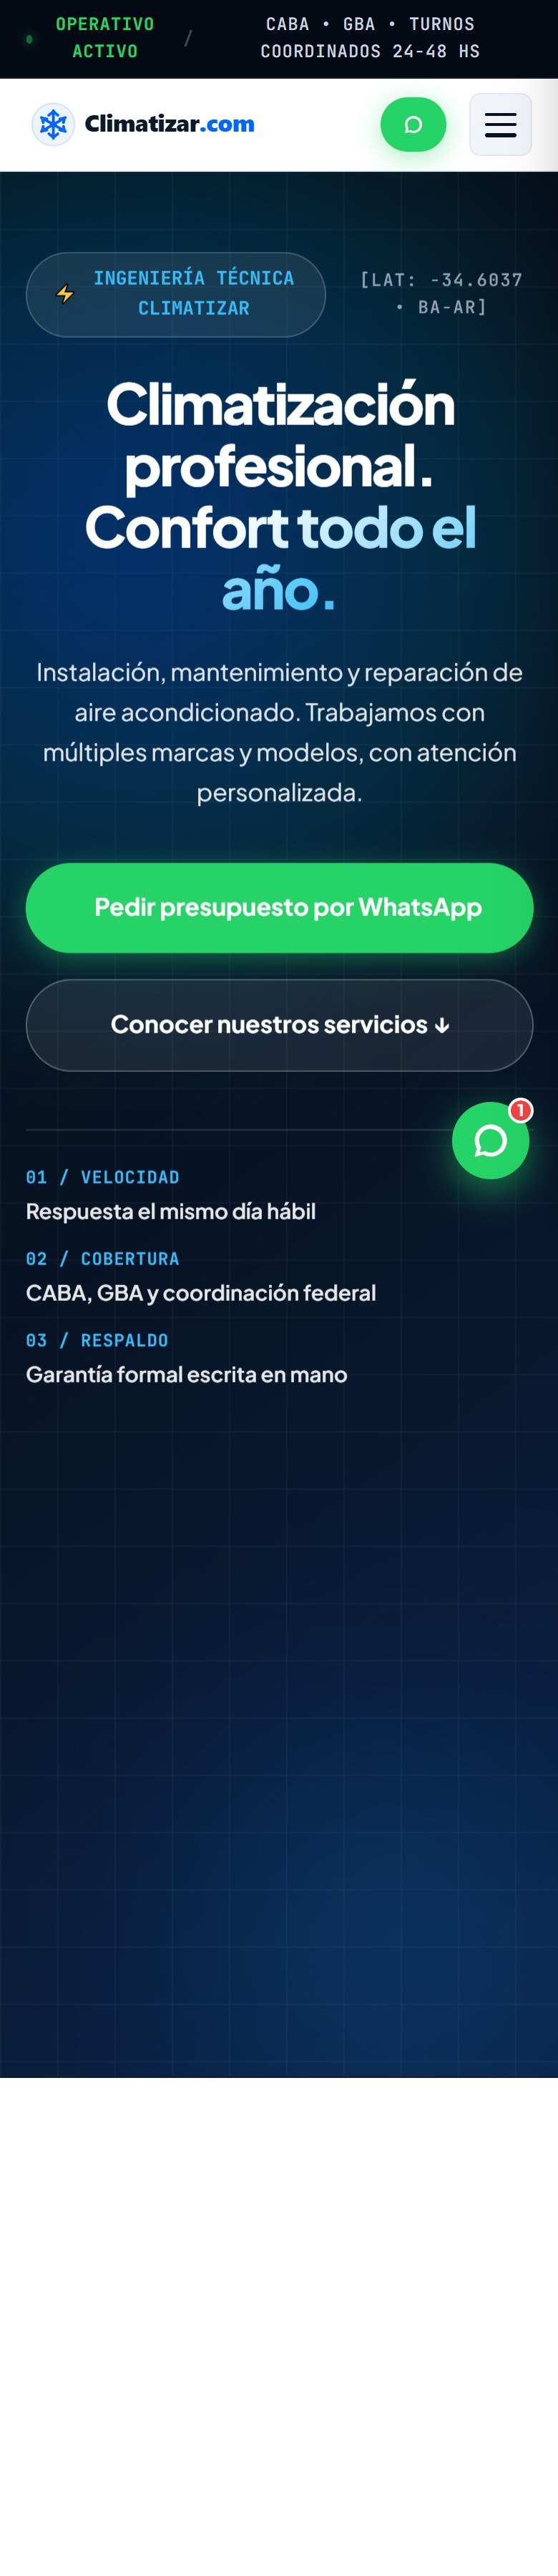 OPERATIVO
ACTIVO
/
CABA • GBA • TURNOS
COORDINADOS 24-48 HS
Climatizar.com
INGENIERÍA TÉCNICA
CLIMATIZAR
[LAT: -34.6037
• BA-AR]
Climatización
profesional.
Confort todo el
año.
Instalación, mantenimiento y reparación de
aire acondicionado. Trabajamos con
múltiples marcas y modelos, con atención
personalizada.
Pedir presupuesto por WhatsApp
Conocer nuestros servicios ↓
1
01 / VELOCIDAD
Respuesta el mismo día hábil
02 / COBERTURA
CABA, GBA y coordinación federal
03 / RESPALDO
Garantía formal escrita en mano